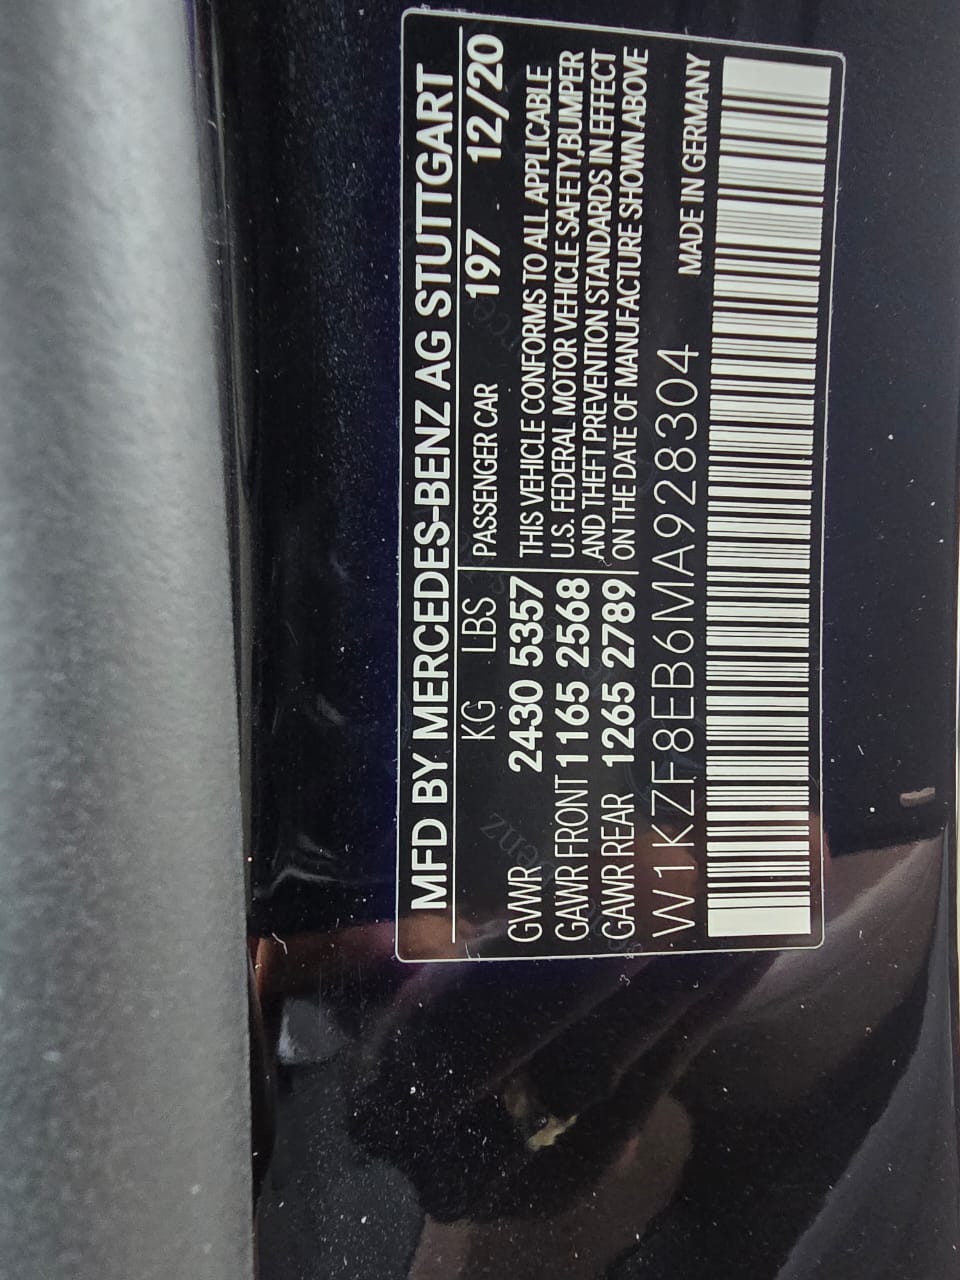 MFD BY MERCEDES-BENZ AG STUTTGART
KG LBS PASSENGER CAR 197 12/20
GVWR 2430 5357
GAWR FRONT 1165 2568
GAWR REAR 1265 2789
THIS VEHICLE CONFORMS TO ALL APPLICABLE
U.S. FEDERAL MOTOR VEHICLE SAFETY,BUMPER
AND THEFT PREVENTION STANDARDS IN EFFECT
ON THE DATE OF MANUFACTURE SHOWN ABOVE
W1KZF8EB6MA928304
MADE IN GERMANY